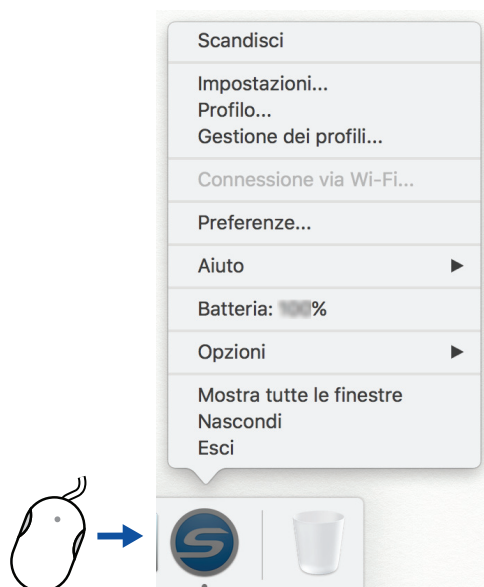 Scandisci
Impostazioni...
Profilo...
Gestione dei profili...
Connessione via Wi-Fi...
Preferenze...
Aiuto
Batteria: %
Opzioni
Mostra tutte le finestre
Nascondi
Esci